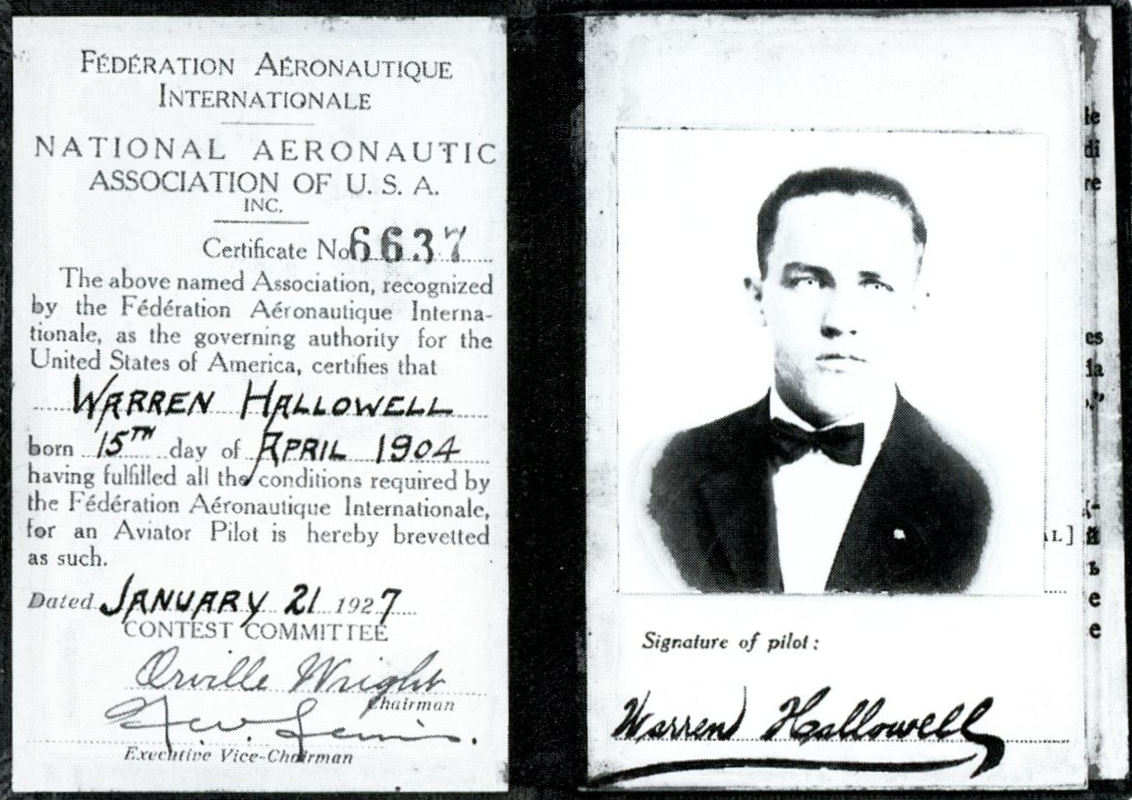 FÉDÉRATION AÉRONAUTIQUE
INTERNATIONALE
NATIONAL AERONAUTIC
ASSOCIATION OF U. S. A.
INC.
Certificate No 6637
The above named Association, recognized
by the Fédération Aéronautique Interna-
tionale, as the governing authority for the
United States of America, certifies that
WARREN HALLOWELL
born 15TH day of APRIL 1904
having fulfilled all the conditions required by
the Fédération Aéronautique Internationale,
for an Aviator Pilot is hereby brevetted
as such.
Dated JANUARY 21 1927
CONTEST COMMITTEE
Orville Wright
Chairman
Executive Vice-Chairman
Signature of pilot:
Warren Hallowell